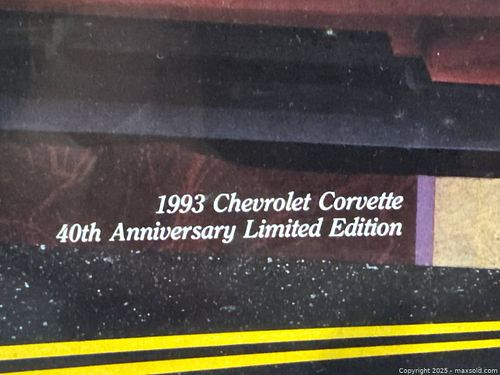 1993 Chevrolet Corvette
40th Anniversary Limited Edition
Copyright 2025 - maxsold.com